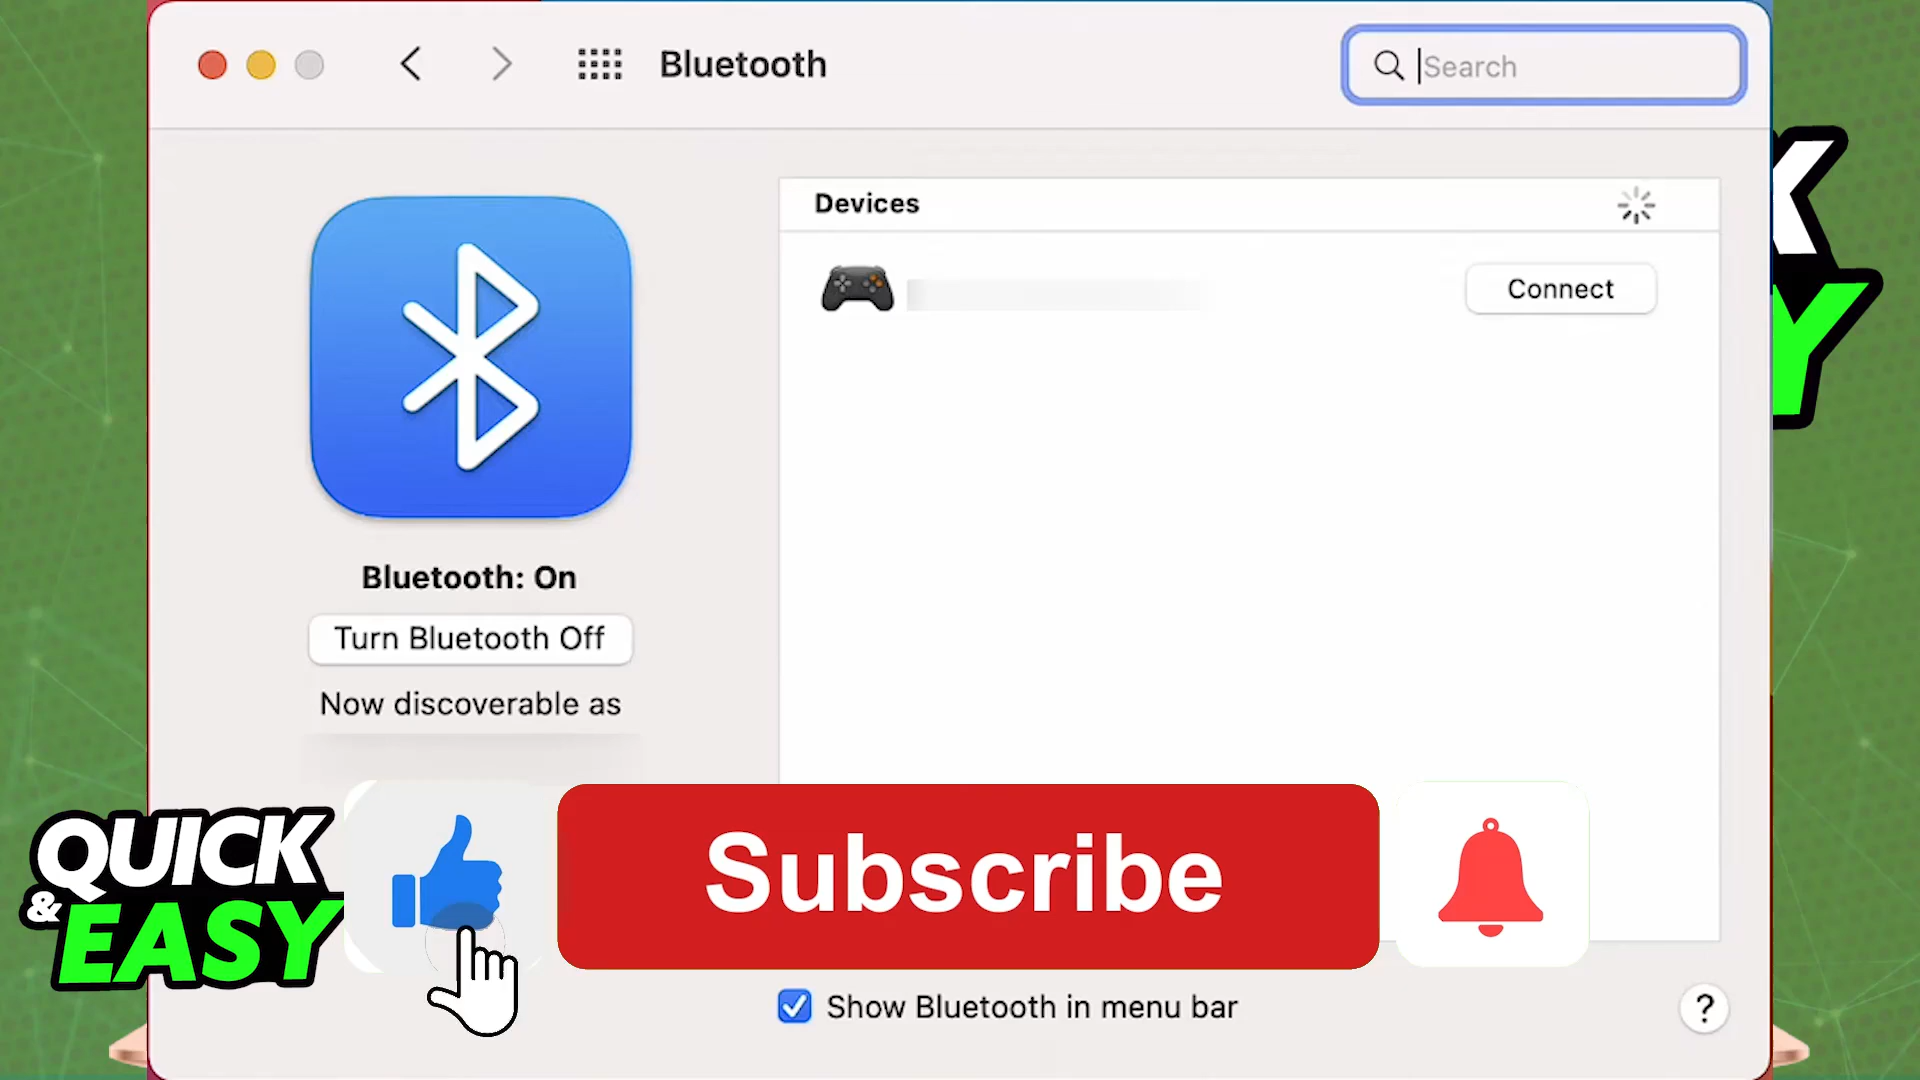 Bluetooth
Search
Devices
Connect
Bluetooth: On
Turn Bluetooth Off
Now discoverable as
QUICK
& EASY
Subscribe
Show Bluetooth in menu bar
?
K
Y